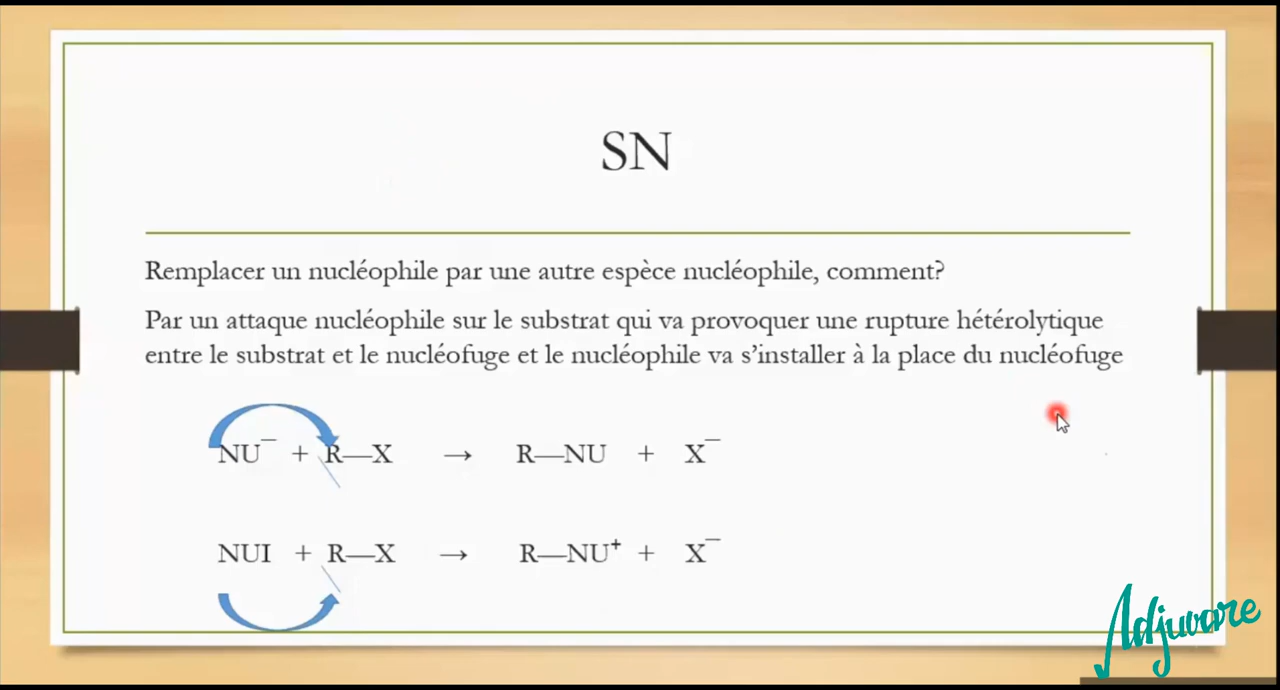 SN
Remplacer un nucléophile par une autre espèce nucléophile, comment?
Par un attaque nucléophile sur le substrat qui va provoquer une rupture hétérolytique
entre le substrat et le nucléofuge et le nucléophile va s’installer à la place du nucléofuge
NU⁻ + R—X → R—NU + X⁻
NUI + R—X → R—NU⁺ + X⁻
Adjuvare